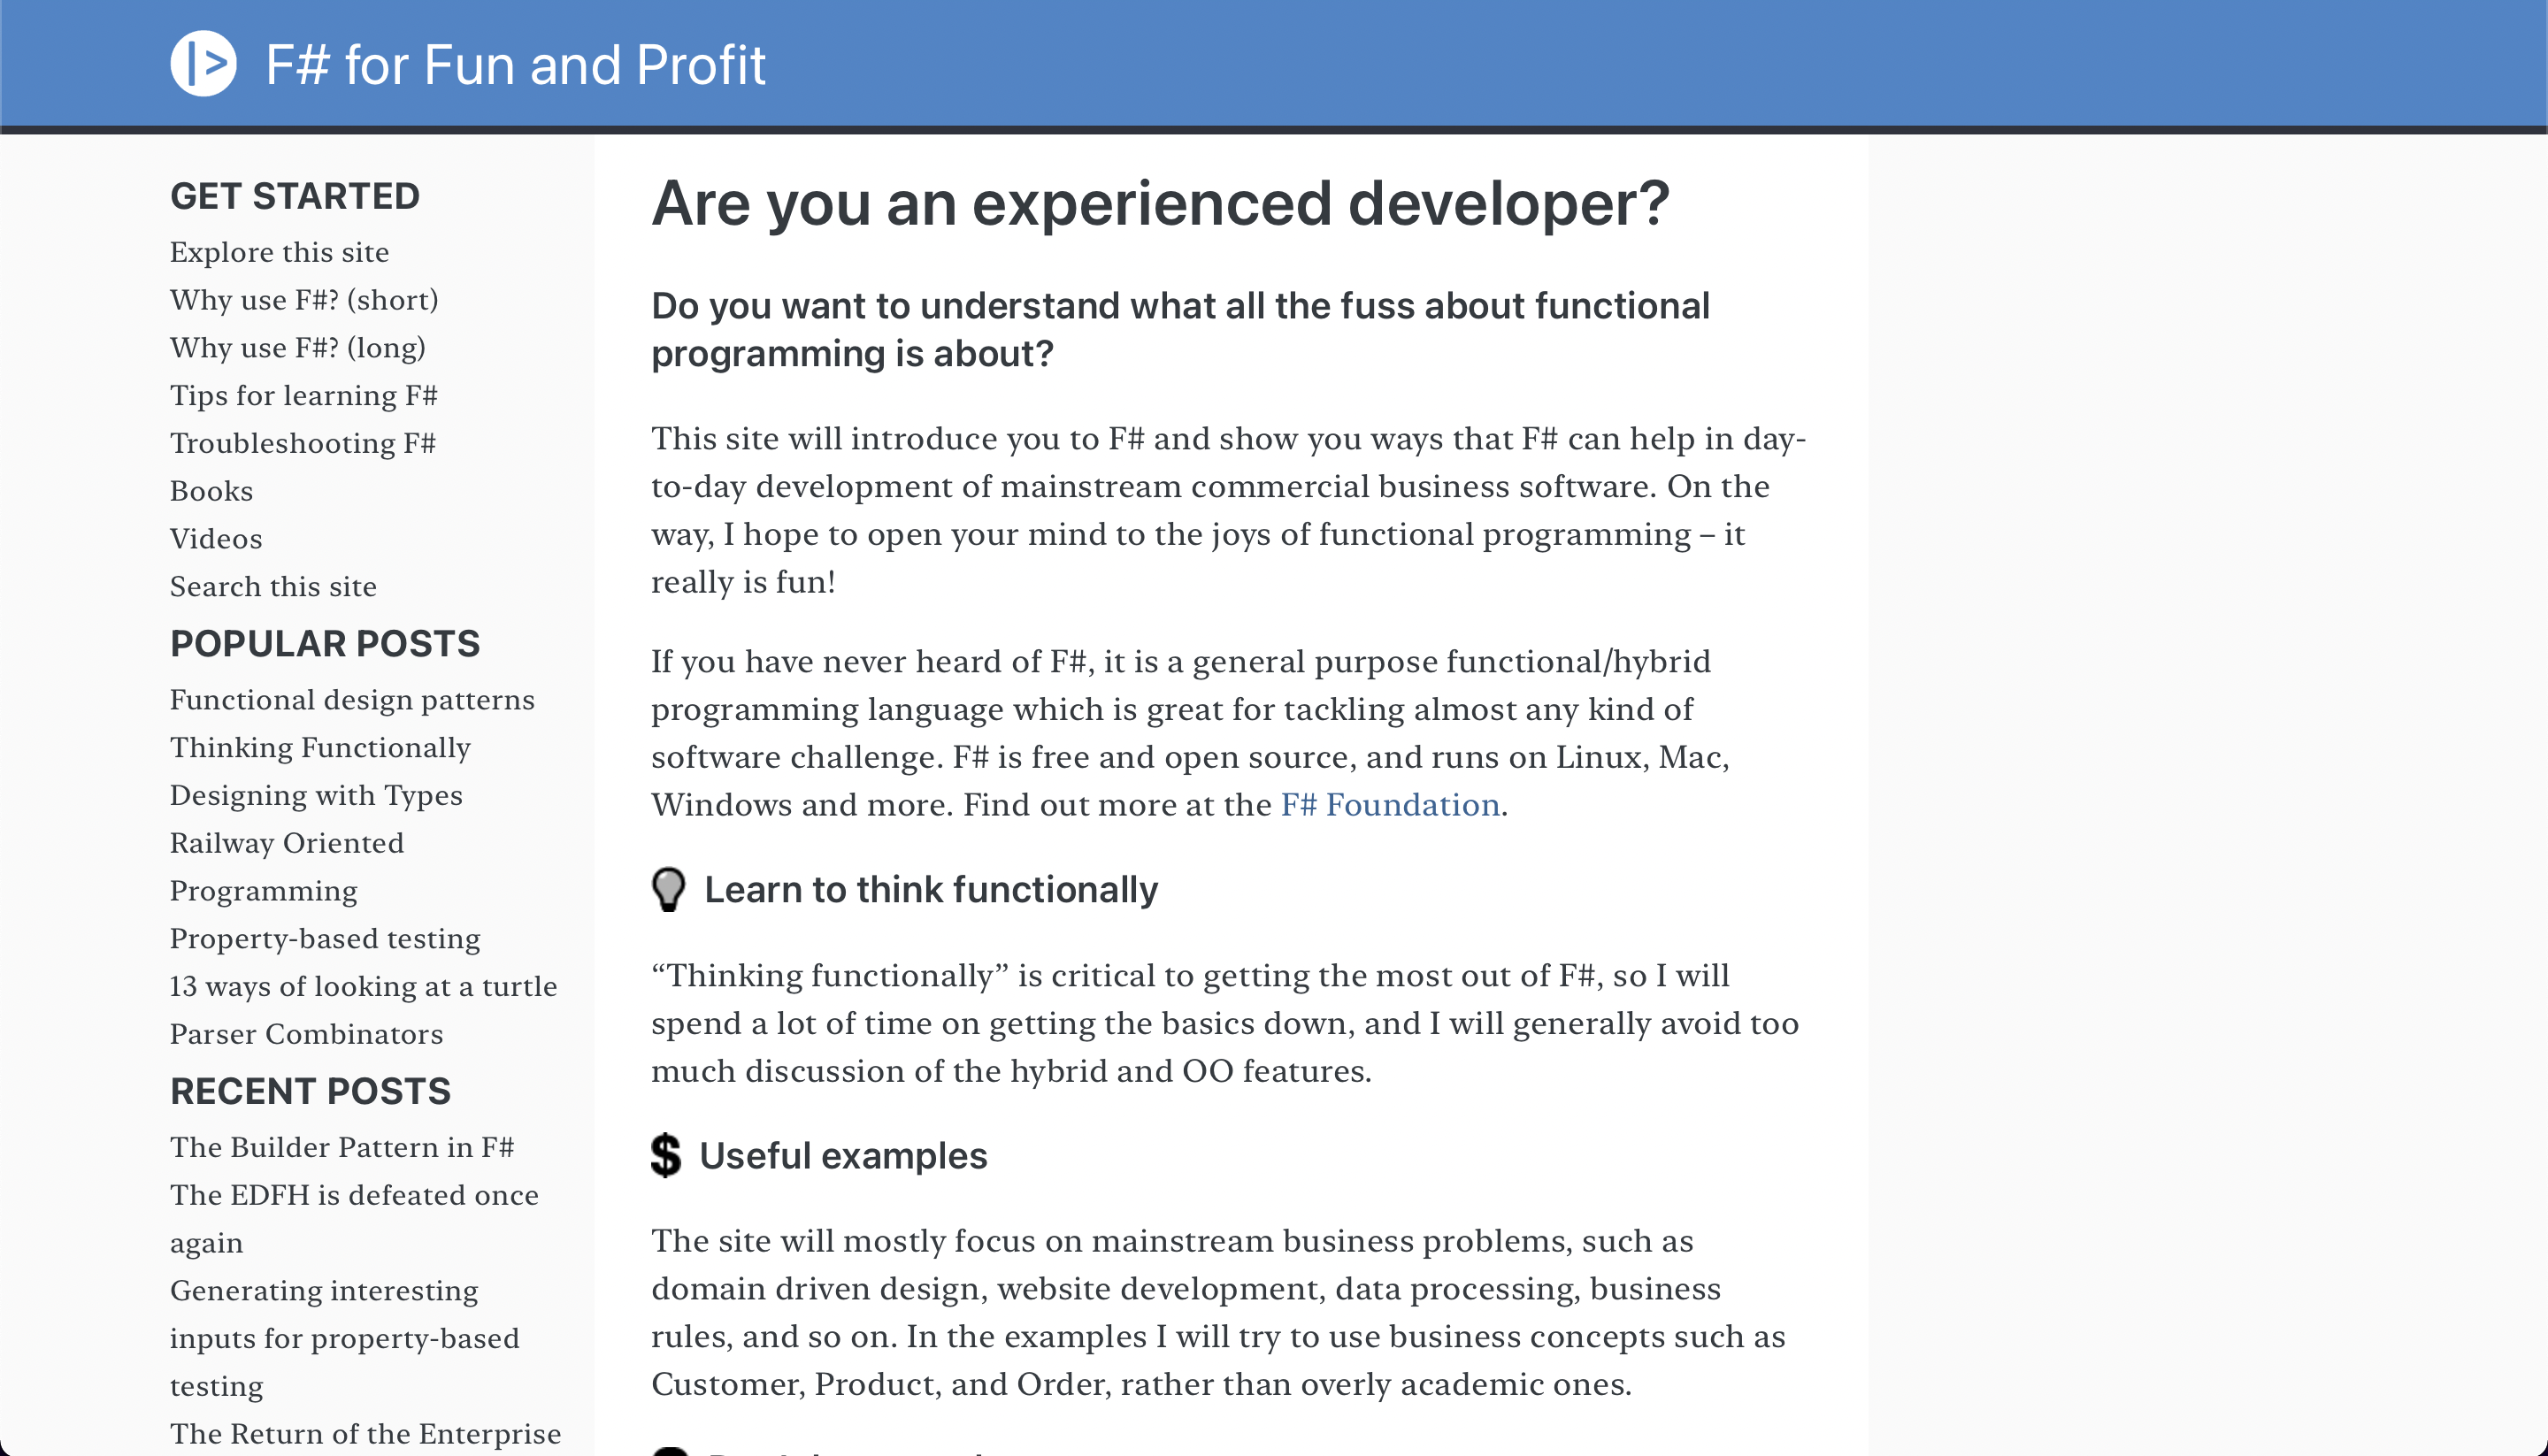 |> F# for Fun and Profit
GET STARTED
Explore this site
Why use F#? (short)
Why use F#? (long)
Tips for learning F#
Troubleshooting F#
Books
Videos
Search this site
POPULAR POSTS
Functional design patterns
Thinking Functionally
Designing with Types
Railway Oriented
Programming
Property-based testing
13 ways of looking at a turtle
Parser Combinators
RECENT POSTS
The Builder Pattern in F#
The EDFH is defeated once
again
Generating interesting
inputs for property-based
testing
The Return of the Enterprise
Are you an experienced developer?
Do you want to understand what all the fuss about functional
programming is about?
This site will introduce you to F# and show you ways that F# can help in day-
to-day development of mainstream commercial business software. On the
way, I hope to open your mind to the joys of functional programming – it
really is fun!
If you have never heard of F#, it is a general purpose functional/hybrid
programming language which is great for tackling almost any kind of
software challenge. F# is free and open source, and runs on Linux, Mac,
Windows and more. Find out more at the F# Foundation.
Learn to think functionally
“Thinking functionally” is critical to getting the most out of F#, so I will
spend a lot of time on getting the basics down, and I will generally avoid too
much discussion of the hybrid and OO features.
$ Useful examples
The site will mostly focus on mainstream business problems, such as
domain driven design, website development, data processing, business
rules, and so on. In the examples I will try to use business concepts such as
Customer, Product, and Order, rather than overly academic ones.